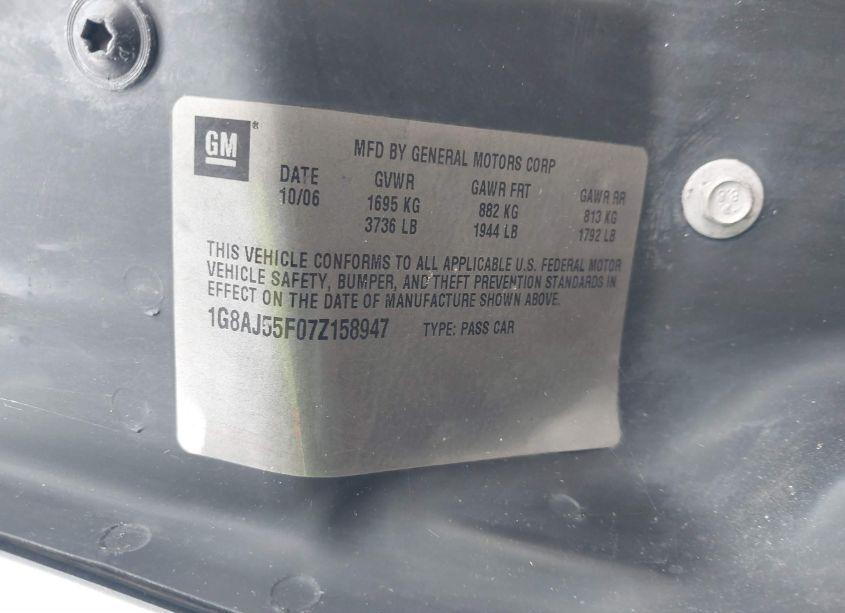 GM®
MFD BY GENERAL MOTORS CORP
DATE GVWR GAWR FRT GAWR RR
10/06 1695 KG 882 KG 813 KG
3736 LB 1944 LB 1792 LB
THIS VEHICLE CONFORMS TO ALL APPLICABLE U.S. FEDERAL MOTOR
VEHICLE SAFETY, BUMPER, AND THEFT PREVENTION STANDARDS IN
EFFECT ON THE DATE OF MANUFACTURE SHOWN ABOVE.
1G8AJ55F07Z158947 TYPE: PASS CAR